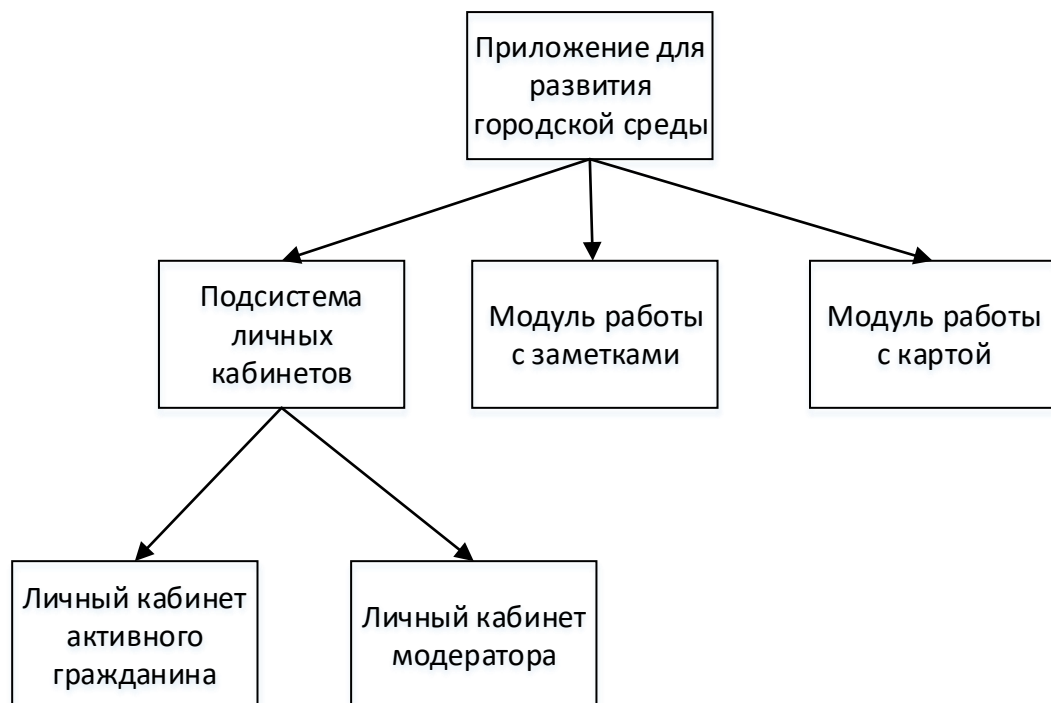 Приложение для
развития
городской среды
Подсистема
личных
кабинетов
Модуль работы
с заметками
Модуль работы
с картой
Личный кабинет
активного
гражданина
Личный кабинет
модератора